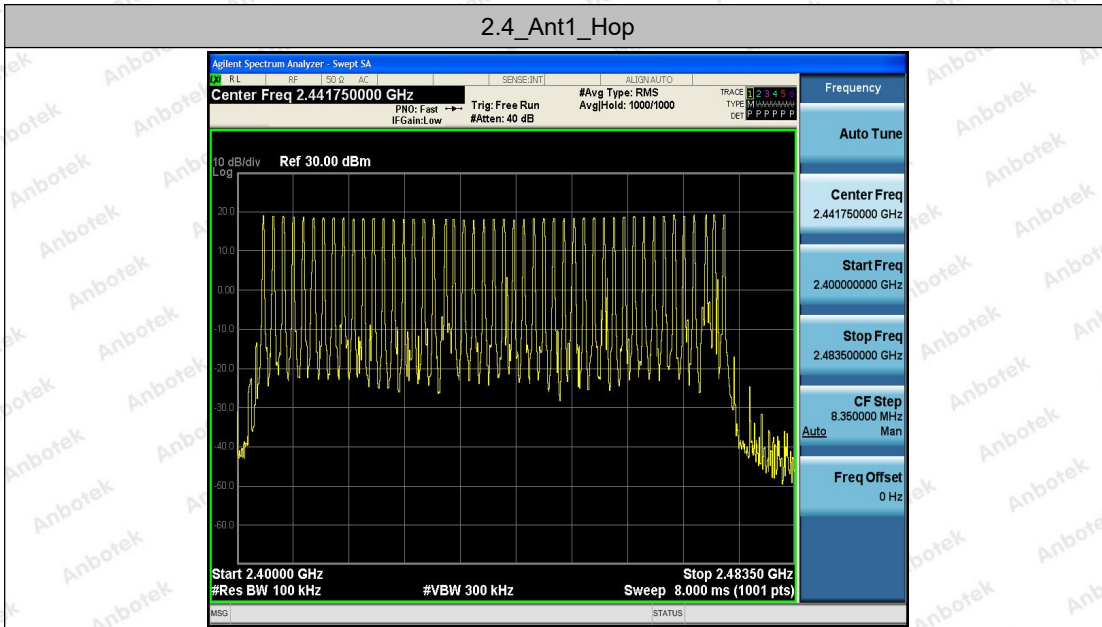 2.4_Ant1_Hop
Agilent Spectrum Analyzer - Swept SA
LXI RL RF 50 Ω AC SENSE:INT ALIGNAUTO
Center Freq 2.441750000 GHz
PNO: Fast
IFGain:Low
Trig: Free Run
#Atten: 40 dB
#Avg Type: RMS
Avg|Hold: 1000/1000
TRACE 1 2 3 4 5 6
TYPE M
DET P P P P P P
10 dB/div Ref 30.00 dBm
Log
20.0
10.0
0.00
-10.0
-20.0
-30.0
-40.0
-50.0
-60.0
Start 2.40000 GHz Stop 2.48350 GHz
#Res BW 100 kHz #VBW 300 kHz Sweep 8.000 ms (1001 pts)
MSG STATUS
Frequency
Auto Tune
Center Freq
2.441750000 GHz
Start Freq
2.400000000 GHz
Stop Freq
2.483500000 GHz
CF Step
8.350000 MHz
Auto Man
Freq Offset
0 Hz
Anbotek